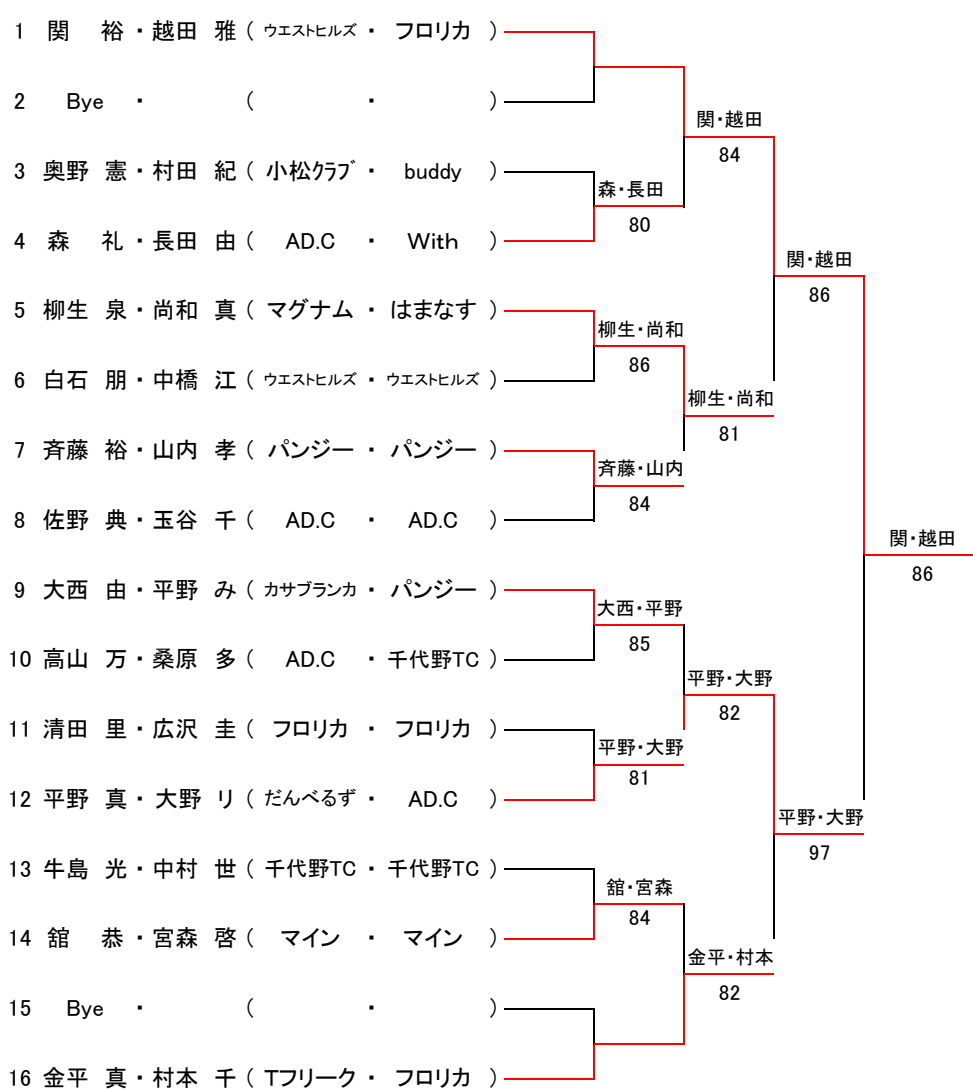 1 関 裕・越田 雅（ ウエストヒルズ ・ フロリカ ）
2 Bye ・ （ ・ ）
関・越田
84
3 奥野 憲・村田 紀（ 小松クラブ ・ buddy ）
森・長田
80
4 森 礼・長田 由（ AD.C ・ With ）
関・越田
86
5 柳生 泉・尚和 真（ マグナム ・ はまなす ）
柳生・尚和
86
6 白石 朋・中橋 江（ ウエストヒルズ ・ ウエストヒルズ ）
柳生・尚和
81
7 斉藤 裕・山内 孝（ パンジー ・ パンジー ）
斉藤・山内
84
8 佐野 典・玉谷 千（ AD.C ・ AD.C ）
関・越田
86
9 大西 由・平野 み（ カサブランカ ・ パンジー ）
大西・平野
85
10 高山 万・桑原 多（ AD.C ・ 千代野TC ）
平野・大野
82
11 清田 里・広沢 圭（ フロリカ ・ フロリカ ）
平野・大野
81
12 平野 真・大野 リ（ だんべるず ・ AD.C ）
平野・大野
97
13 牛島 光・中村 世（ 千代野TC ・ 千代野TC ）
舘・宮森
84
14 舘 恭・宮森 啓（ マイン ・ マイン ）
金平・村本
82
15 Bye ・ （ ・ ）
16 金平 真・村本 千（ Tフリーク ・ フロリカ ）